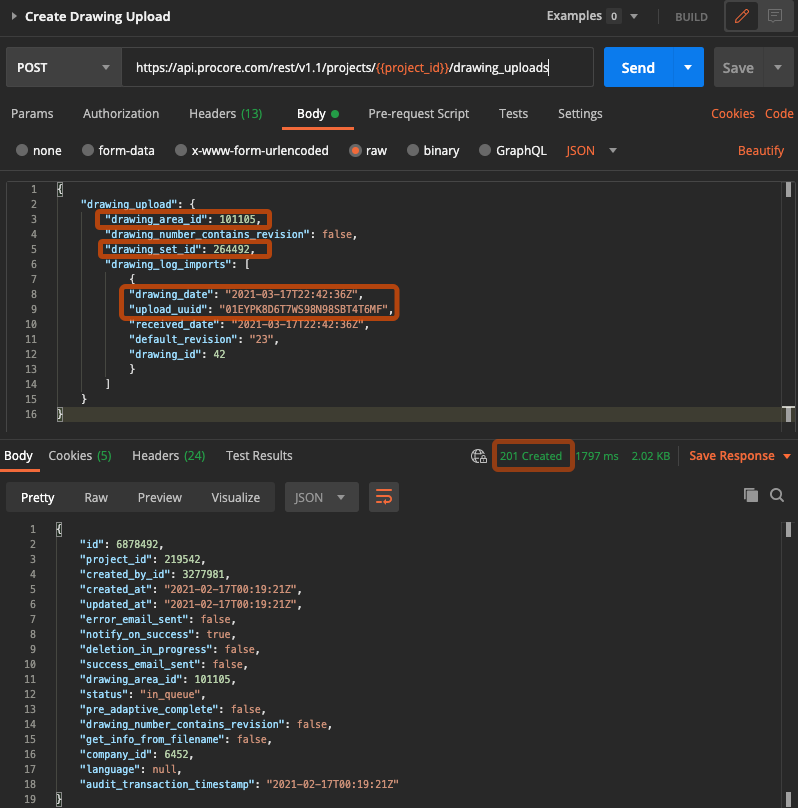 Create Drawing Upload Examples 0 BUILD
POST https://api.procore.com/rest/v1.1/projects/{{project_id}}/drawing_uploads Send Save
Params Authorization Headers (13) Body Pre-request Script Tests Settings Cookies Code
none form-data x-www-form-urlencoded raw binary GraphQL JSON Beautify
1 {
2 "drawing_upload": {
3 "drawing_area_id": 101105,
4 "drawing_number_contains_revision": false,
5 "drawing_set_id": 264492,
6 "drawing_log_imports": [
7 {
8 "drawing_date": "2021-03-17T22:42:36Z",
9 "upload_uuid": "01EYPK8D6T7WS98N98SBT4T6MF",
10 "received_date": "2021-03-17T22:42:36Z",
11 "default_revision": "23",
12 "drawing_id": 42
13 }
14 ]
15 }
16 }
Body Cookies (5) Headers (24) Test Results 201 Created 1797 ms 2.02 KB Save Response
Pretty Raw Preview Visualize JSON
1 {
2 "id": 6878492,
3 "project_id": 219542,
4 "created_by_id": 3277981,
5 "created_at": "2021-02-17T00:19:21Z",
6 "updated_at": "2021-02-17T00:19:21Z",
7 "error_email_sent": false,
8 "notify_on_success": true,
9 "deletion_in_progress": false,
10 "success_email_sent": false,
11 "drawing_area_id": 101105,
12 "status": "in_queue",
13 "pre_adaptive_complete": false,
14 "drawing_number_contains_revision": false,
15 "get_info_from_filename": false,
16 "company_id": 6452,
17 "language": null,
18 "audit_transaction_timestamp": "2021-02-17T00:19:21Z"
19 }